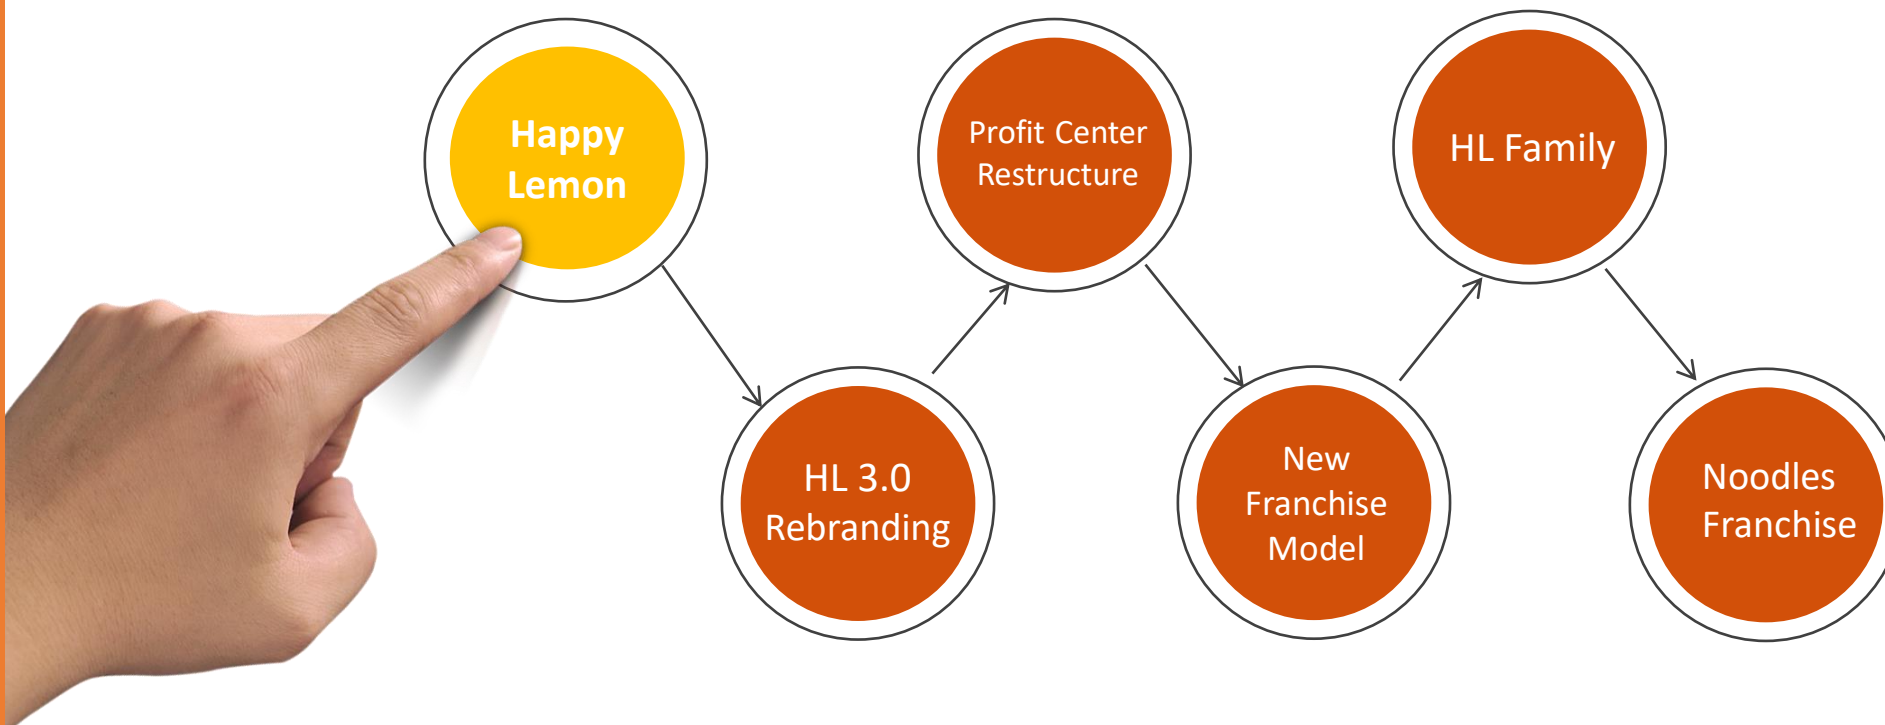 Happy
Lemon
HL 3.0
Rebranding
Profit Center
Restructure
New
Franchise
Model
HL Family
Noodles
Franchise